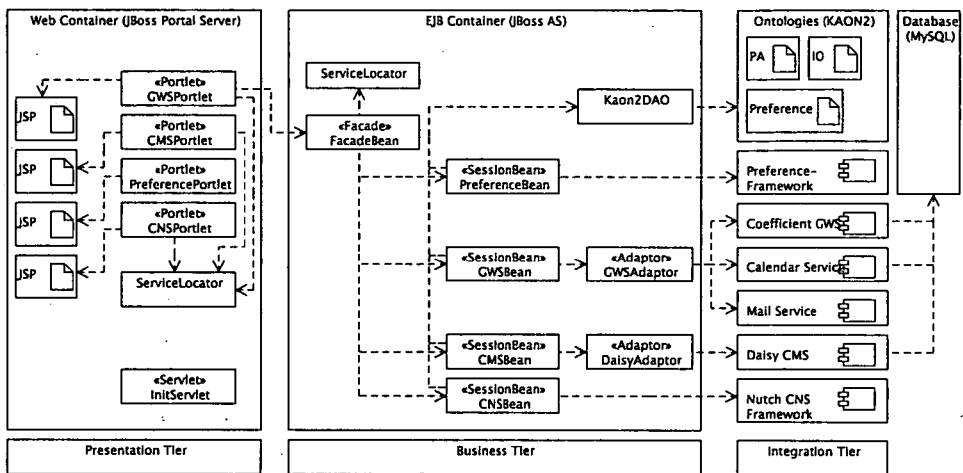 Web Container (JBoss Portal Server)
«Portlet»
GWSPortlet
JSP
«Portlet»
CMSPortlet
JSP
«Portlet»
PreferencePortlet
JSP
«Portlet»
CNSPortlet
JSP
ServiceLocator
«Servlet»
InitServlet
Presentation Tier
EJB Container (JBoss AS)
ServiceLocator
«Facade»
FacadeBean
Kaon2DAO
«SessionBean»
PreferenceBean
«SessionBean»
GWSBean
«Adaptor»
GWSAdaptor
«SessionBean»
CMSBean
«Adaptor»
DaisyAdaptor
«SessionBean»
CNSBean
Business Tier
Ontologies (KAON2)
PA
IO
Preference
Preference-
Framework
Coefficient GWS
Calendar Service
Mail Service
Daisy CMS
Nutch CNS
Framework
Integration Tier
Database
(MySQL)